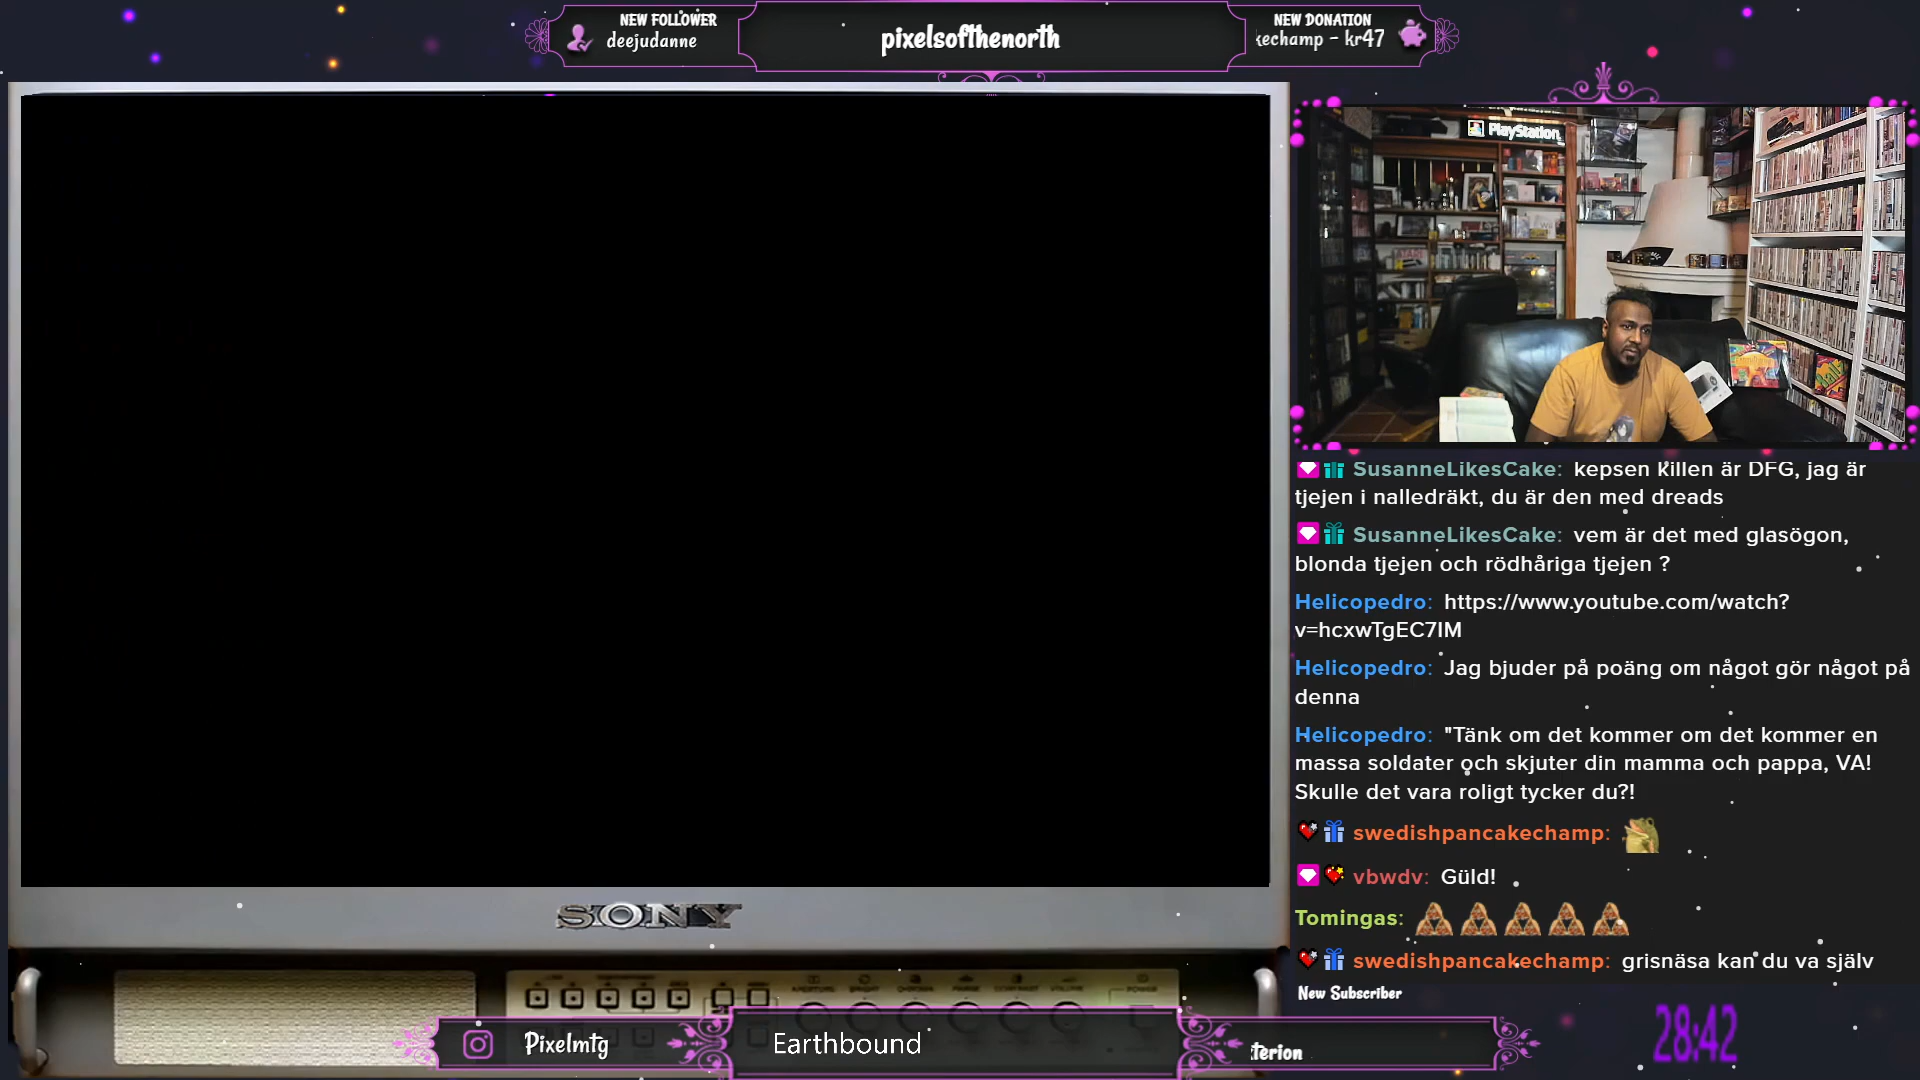 NEW FOLLOWER
deejudanne
pixelsofthenorth
NEW DONATION
kechamp - kr47
PlayStation
SusanneLikesCake: kepsen killen är DFG, jag är
tjejen i nalledräkt, du är den med dreads
SusanneLikesCake: vem är det med glasögon,
blonda tjejen och rödhåriga tjejen ?
Helicopedro: https://www.youtube.com/watch?
v=hcxwTgEC7IM
Helicopedro: Jag bjuder på poäng om något gör något på
denna
Helicopedro: "Tänk om det kommer om det kommer en
massa soldater och skjuter din mamma och pappa, VA!
Skulle det vara roligt tycker du?!
swedishpancakechamp:
vbwdv: Güld!
Tomingas:
swedishpancakechamp: grisnäsa kan du va själv
SONY
New Subscriber
Pixelmtg
Earthbound
terion
28:42